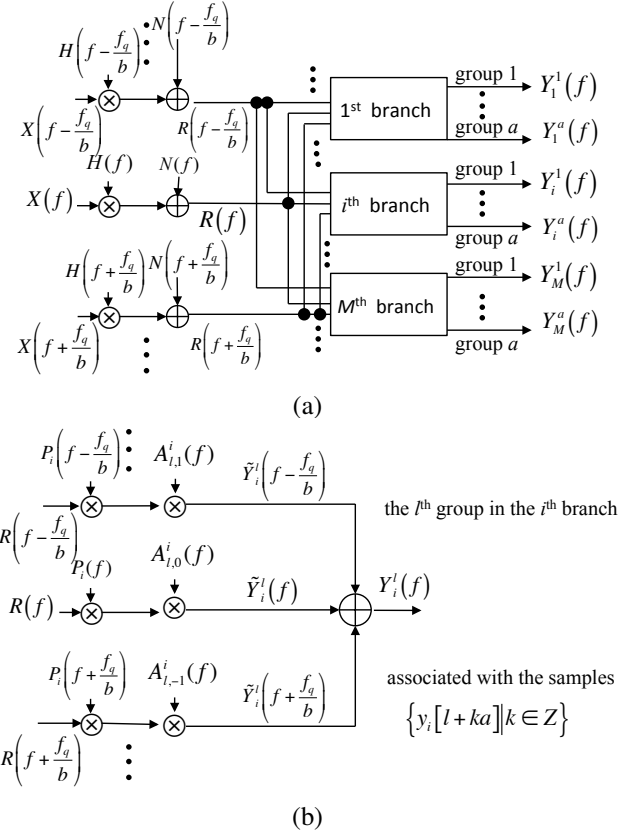 N(f − f_q/b)
H(f − f_q/b)
X(f − f_q/b)
R(f − f_q/b)
1st branch
group 1
Y_1^1(f)
group a
Y_1^a(f)
H(f)
N(f)
X(f)
R(f)
ith branch
group 1
Y_i^1(f)
group a
Y_i^a(f)
H(f + f_q/b)
N(f + f_q/b)
X(f + f_q/b)
R(f + f_q/b)
Mth branch
group 1
Y_M^1(f)
group a
Y_M^a(f)
(a)
P_i(f − f_q/b)
A_{l,1}^i(f)
Ỹ_i^l(f − f_q/b)
R(f − f_q/b)
the lth group in the ith branch
P_i(f)
A_{l,0}^i(f)
R(f)
Ỹ_i^l(f)
Y_i^l(f)
P_i(f + f_q/b)
A_{l,−1}^i(f)
Ỹ_i^l(f + f_q/b)
R(f + f_q/b)
associated with the samples
{y_i[l + ka]|k ∈ Z}
(b)